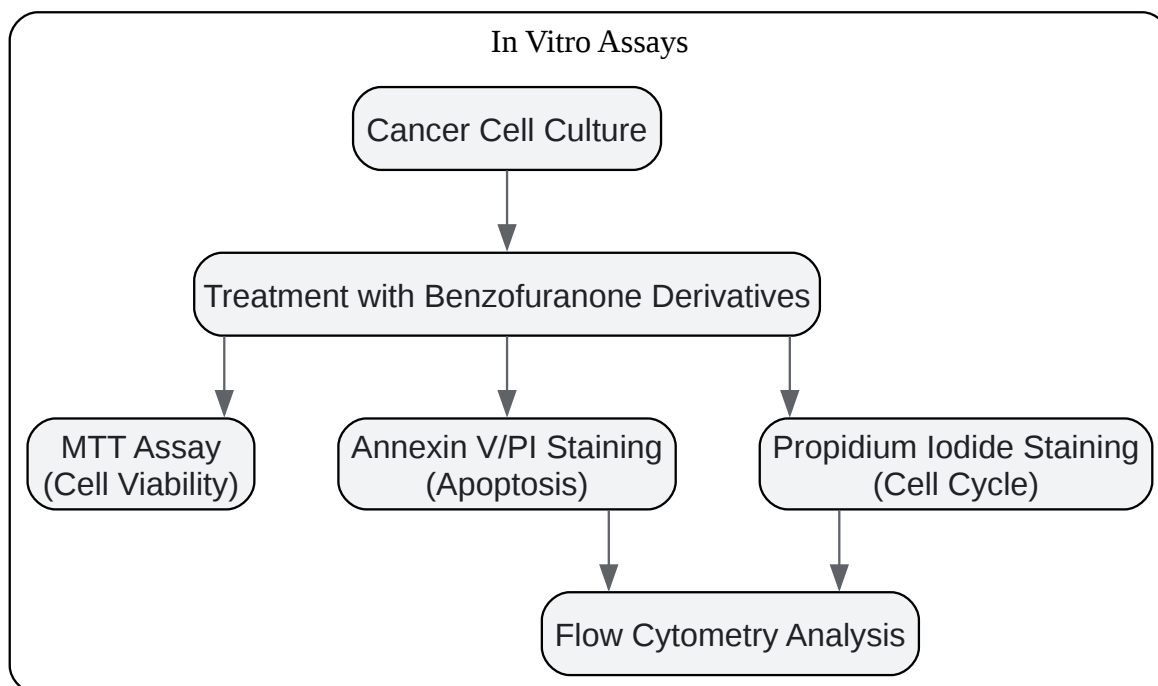 In Vitro Assays
Cancer Cell Culture
Treatment with Benzofuranone Derivatives
MTT Assay
(Cell Viability)
Annexin V/PI Staining
(Apoptosis)
Propidium Iodide Staining
(Cell Cycle)
Flow Cytometry Analysis